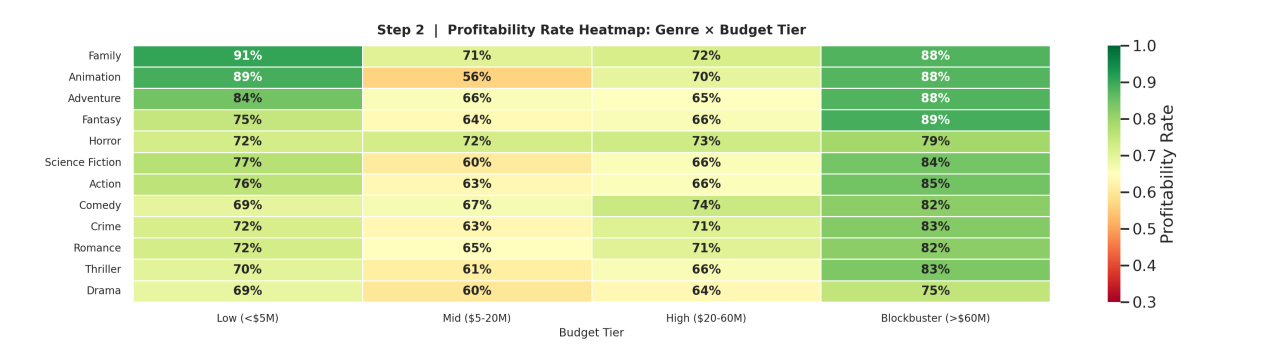 Step 2 | Profitability Rate Heatmap: Genre × Budget Tier
Family 91% 71% 72% 88%
Animation 89% 56% 70% 88%
Adventure 84% 66% 65% 88%
Fantasy 75% 64% 66% 89%
Horror 72% 72% 73% 79%
Science Fiction 77% 60% 66% 84%
Action 76% 63% 66% 85%
Comedy 69% 67% 74% 82%
Crime 72% 63% 71% 83%
Romance 72% 65% 71% 82%
Thriller 70% 61% 66% 83%
Drama 69% 60% 64% 75%
Low (<$5M) Mid ($5-20M) High ($20-60M) Blockbuster (>$60M)
Budget Tier
1.0
0.9
0.8
0.7
0.6
0.5
0.4
0.3
Profitability Rate